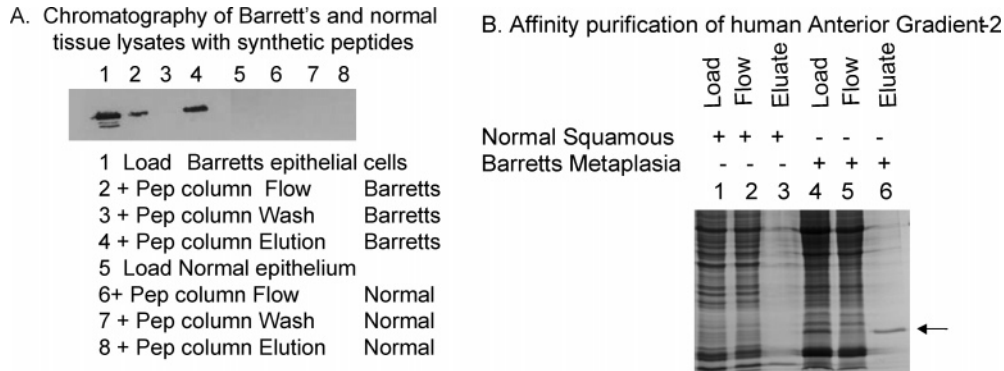 A. Chromatography of Barrett's and normal
tissue lysates with synthetic peptides
1 2 3 4 5 6 7 8
1 Load Barretts epithelial cells
2 + Pep column Flow Barretts
3 + Pep column Wash Barretts
4 + Pep column Elution Barretts
5 Load Normal epithelium
6+ Pep column Flow Normal
7 + Pep column Wash Normal
8 + Pep column Elution Normal
B. Affinity purification of human Anterior Gradient-2
Load Flow Eluate Load Flow Eluate
Normal Squamous + + + - - -
Barretts Metaplasia - - - + + +
1 2 3 4 5 6